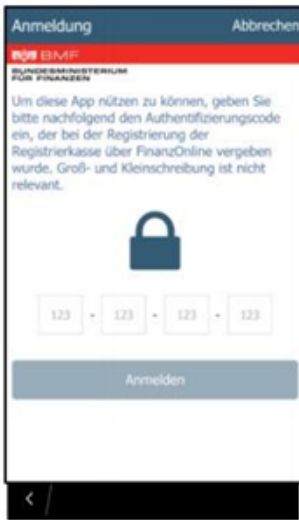 Anmeldung Abbrechen
BMF
BUNDESMINISTERIUM
FÜR FINANZEN
Um diese App nützen zu können, geben Sie
bitte nachfolgend den Authentifizierungscode
ein, der bei der Registrierung der
Registrierkasse über FinanzOnline vergeben
wurde. Groß- und Kleinschreibung ist nicht
relevant.
123 - 123 - 123 - 123
Anmelden